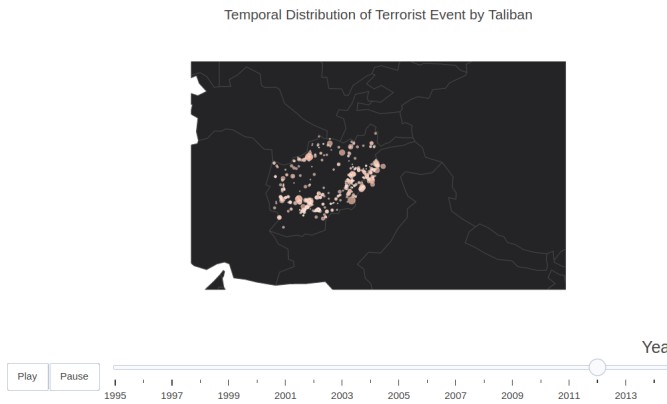 Temporal Distribution of Terrorist Event by Taliban
Yea
Play Pause
1995 1997 1999 2001 2003 2005 2007 2009 2011 2013